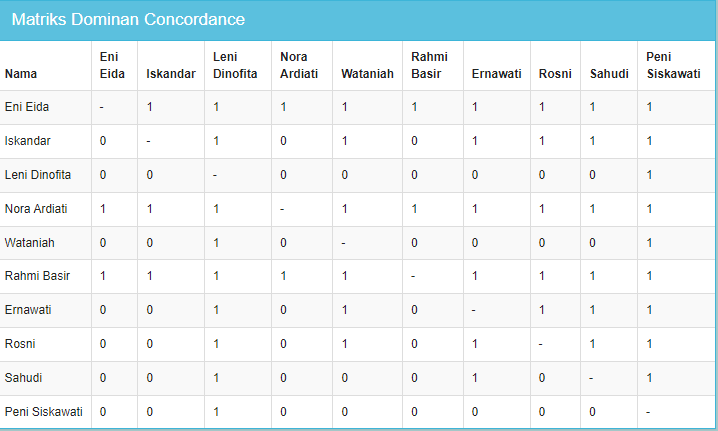 Matriks Dominan Concordance
Nama Eni Eida Iskandar Leni Dinofita Nora Ardiati Wataniah Rahmi Basir Ernawati Rosni Sahudi Peni Siskawati
Eni Eida - 1 1 1 1 1 1 1 1 1
Iskandar 0 - 1 0 1 0 1 1 1 1
Leni Dinofita 0 0 - 0 0 0 0 0 0 1
Nora Ardiati 1 1 1 - 1 1 1 1 1 1
Wataniah 0 0 1 0 - 0 0 0 0 1
Rahmi Basir 1 1 1 1 1 - 1 1 1 1
Ernawati 0 0 1 0 1 0 - 1 1 1
Rosni 0 0 1 0 1 0 1 - 1 1
Sahudi 0 0 1 0 0 0 1 0 - 1
Peni Siskawati 0 0 1 0 0 0 0 0 0 -